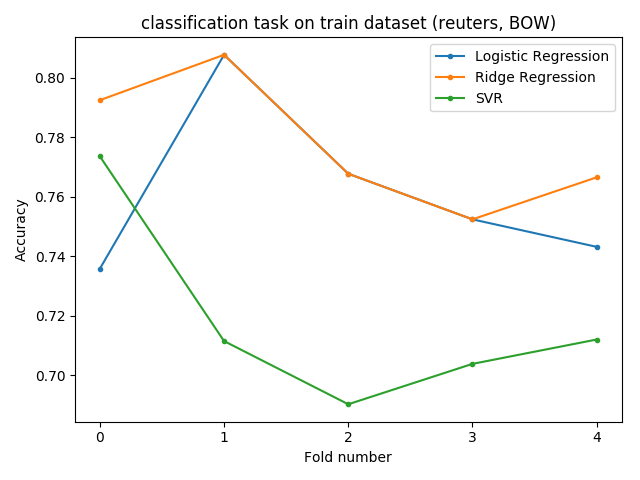 classification task on train dataset (reuters, BOW)
Logistic Regression
Ridge Regression
SVR
Accuracy
0.80
0.78
0.76
0.74
0.72
0.70
0 1 2 3 4
Fold number